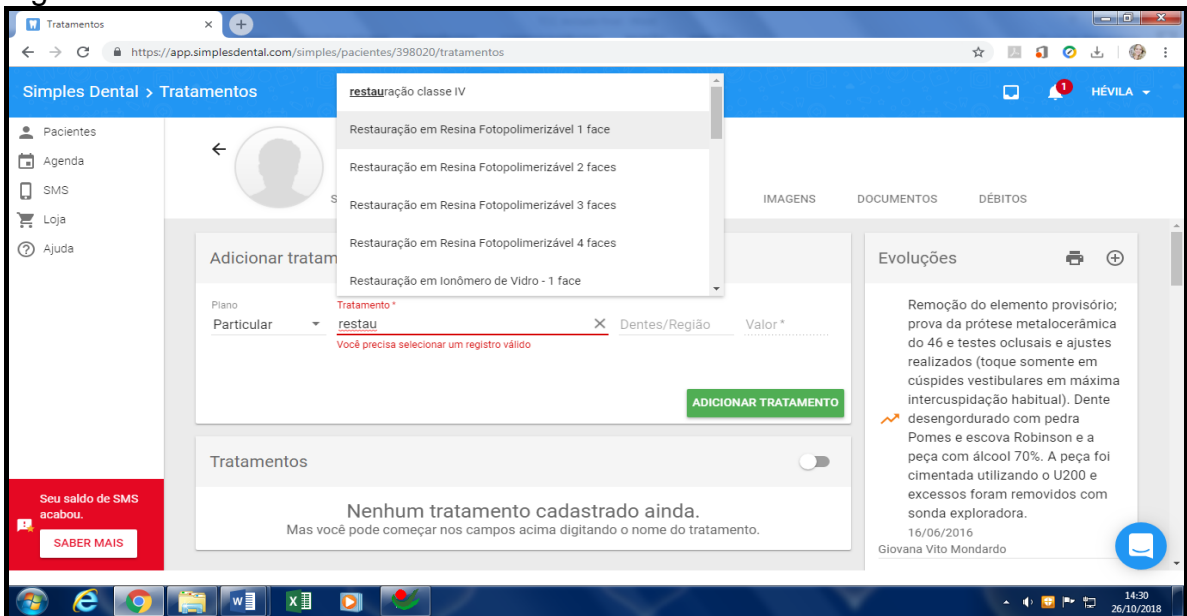 Tratamentos
https://app.simplesdental.com/simples/pacientes/398020/tratamentos
Simples Dental > Tratamentos
1
HÉVILA
Pacientes
Agenda
SMS
Loja
Ajuda
restauração classe IV
Restauração em Resina Fotopolimerizável 1 face
Restauração em Resina Fotopolimerizável 2 faces
Restauração em Resina Fotopolimerizável 3 faces
Restauração em Resina Fotopolimerizável 4 faces
Restauração em Ionômero de Vidro - 1 face
IMAGENS
DOCUMENTOS
DÉBITOS
Adicionar tratam
Plano
Particular
Tratamento *
restau
Você precisa selecionar um registro válido
Dentes/Região
Valor *
ADICIONAR TRATAMENTO
Tratamentos
Nenhum tratamento cadastrado ainda.
Mas você pode começar nos campos acima digitando o nome do tratamento.
Evoluções
Remoção do elemento provisório;
prova da prótese metalocerâmica
do 46 e testes oclusais e ajustes
realizados (toque somente em
cúspides vestibulares em máxima
intercuspidação habitual). Dente
desengordurado com pedra
Pomes e escova Robinson e a
peça com álcool 70%. A peça foi
cimentada utilizando o U200 e
excessos foram removidos com
sonda exploradora.
16/06/2016
Giovana Vito Mondardo
Seu saldo de SMS
acabou.
SABER MAIS
14:30
26/10/2018